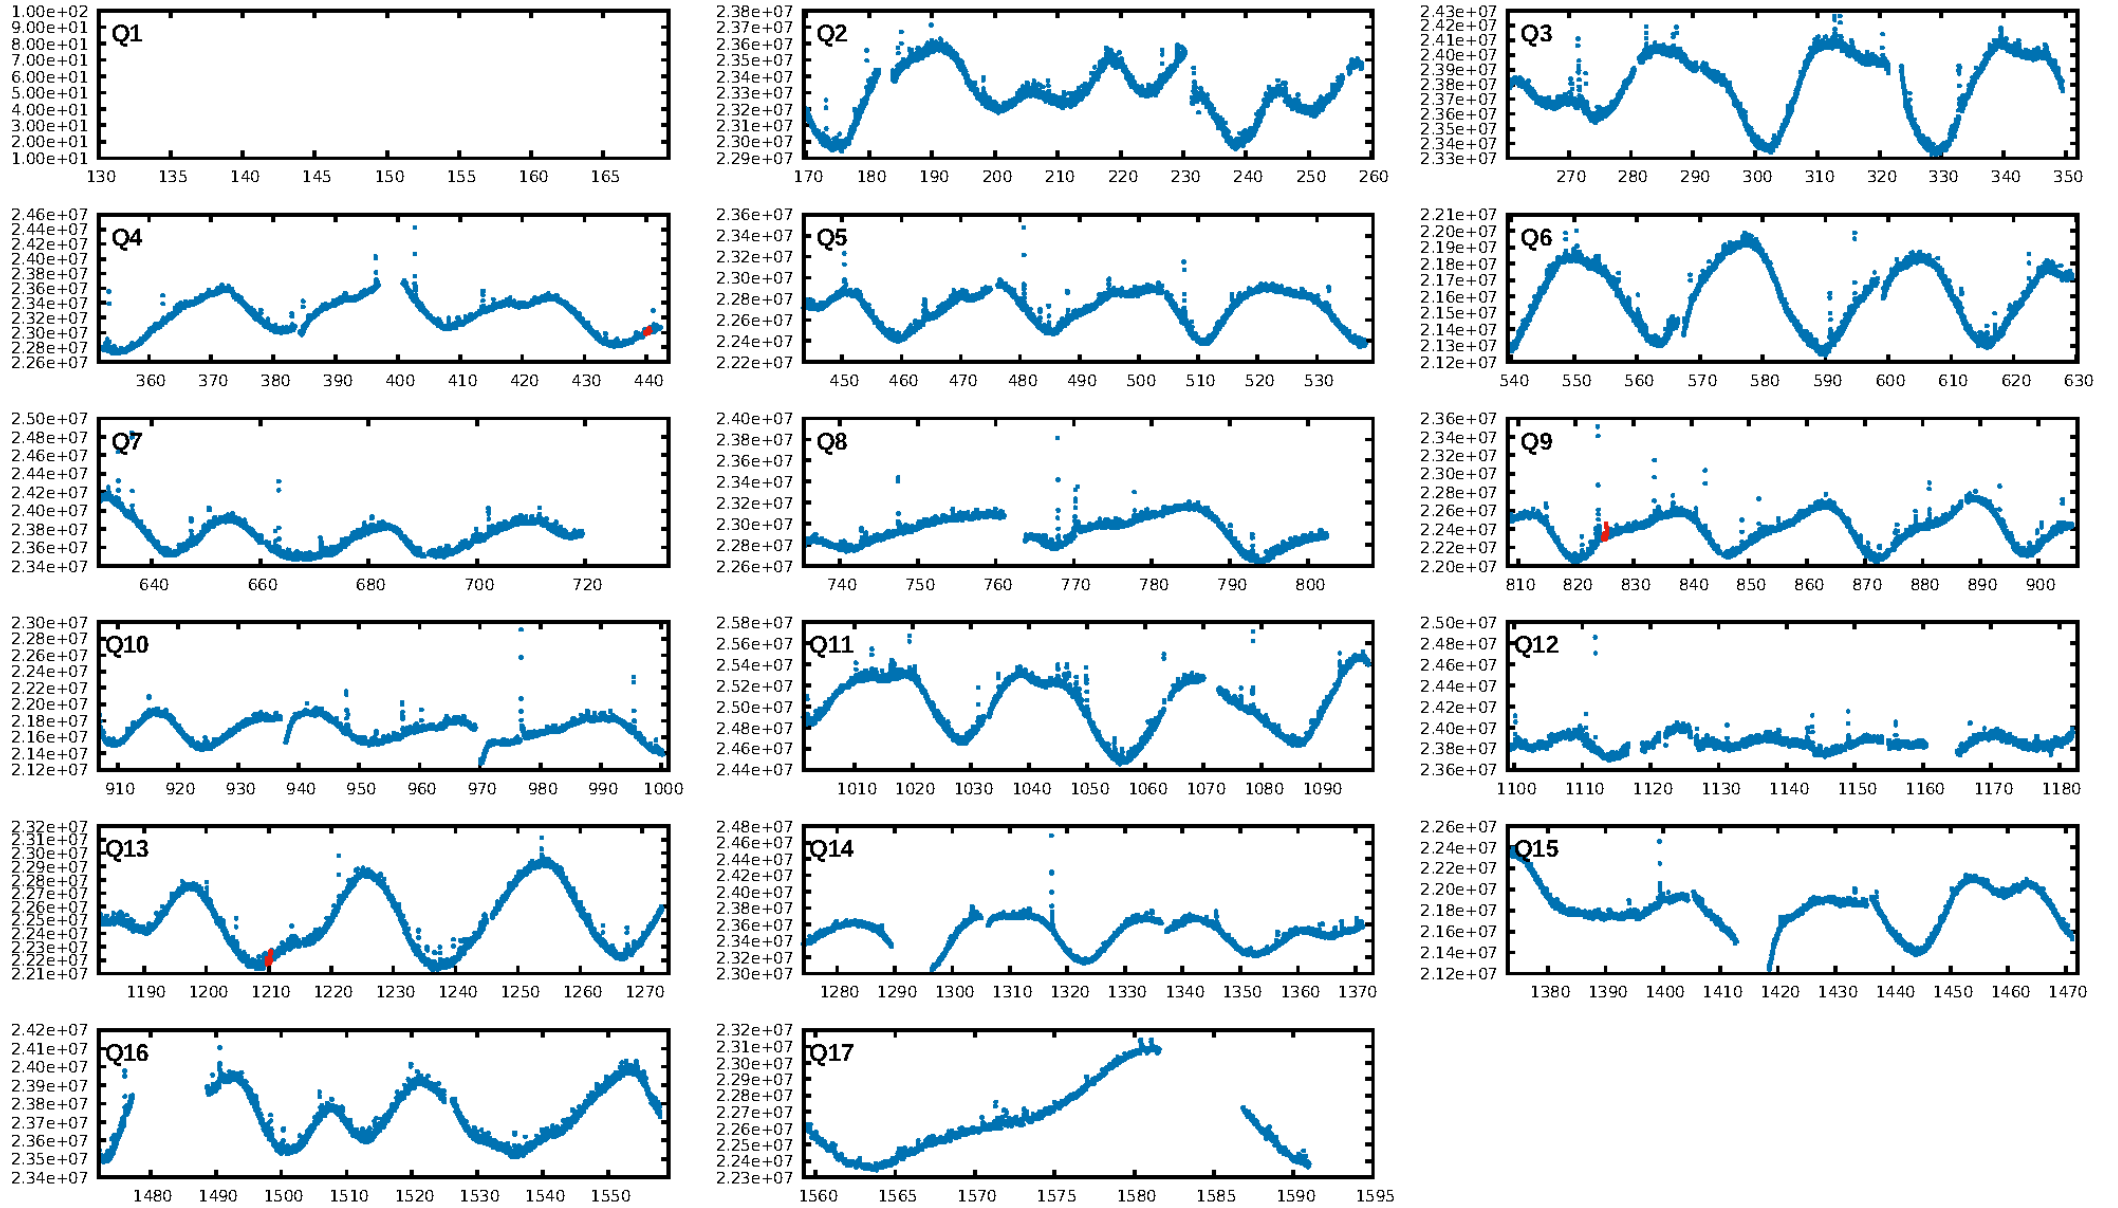 1.00e+02
9.00e+01
8.00e+01
7.00e+01
6.00e+01
5.00e+01
4.00e+01
3.00e+01
2.00e+01
1.00e+01
Q1
130 135 140 145 150 155 160 165
2.38e+07
2.37e+07
2.36e+07
2.35e+07
2.34e+07
2.33e+07
2.32e+07
2.31e+07
2.30e+07
2.29e+07
Q2
170 180 190 200 210 220 230 240 250 260
2.43e+07
2.42e+07
2.41e+07
2.40e+07
2.39e+07
2.38e+07
2.37e+07
2.36e+07
2.35e+07
2.34e+07
2.33e+07
Q3
270 280 290 300 310 320 330 340 350
2.46e+07
2.44e+07
2.42e+07
2.40e+07
2.38e+07
2.36e+07
2.34e+07
2.32e+07
2.30e+07
2.28e+07
2.26e+07
Q4
360 370 380 390 400 410 420 430 440
2.36e+07
2.34e+07
2.32e+07
2.30e+07
2.28e+07
2.26e+07
2.24e+07
2.22e+07
Q5
450 460 470 480 490 500 510 520 530
2.21e+07
2.20e+07
2.19e+07
2.18e+07
2.17e+07
2.16e+07
2.15e+07
2.14e+07
2.13e+07
2.12e+07
Q6
540 550 560 570 580 590 600 610 620 630
2.50e+07
2.48e+07
2.46e+07
2.44e+07
2.42e+07
2.40e+07
2.38e+07
2.36e+07
2.34e+07
Q7
640 660 680 700 720
2.40e+07
2.38e+07
2.36e+07
2.34e+07
2.32e+07
2.30e+07
2.28e+07
2.26e+07
Q8
740 750 760 770 780 790 800
2.36e+07
2.34e+07
2.32e+07
2.30e+07
2.28e+07
2.26e+07
2.24e+07
2.22e+07
2.20e+07
Q9
810 820 830 840 850 860 870 880 890 900
2.30e+07
2.28e+07
2.26e+07
2.24e+07
2.22e+07
2.20e+07
2.18e+07
2.16e+07
2.14e+07
2.12e+07
Q10
910 920 930 940 950 960 970 980 990 1000
2.58e+07
2.56e+07
2.54e+07
2.52e+07
2.50e+07
2.48e+07
2.46e+07
2.44e+07
Q11
1010 1020 1030 1040 1050 1060 1070 1080 1090
2.50e+07
2.48e+07
2.46e+07
2.44e+07
2.42e+07
2.40e+07
2.38e+07
2.36e+07
Q12
1100 1110 1120 1130 1140 1150 1160 1170 1180
2.32e+07
2.31e+07
2.30e+07
2.29e+07
2.28e+07
2.27e+07
2.26e+07
2.25e+07
2.24e+07
2.23e+07
2.22e+07
2.21e+07
Q13
1190 1200 1210 1220 1230 1240 1250 1260 1270
2.48e+07
2.46e+07
2.44e+07
2.42e+07
2.40e+07
2.38e+07
2.36e+07
2.34e+07
2.32e+07
2.30e+07
Q14
1280 1290 1300 1310 1320 1330 1340 1350 1360 1370
2.26e+07
2.24e+07
2.22e+07
2.20e+07
2.18e+07
2.16e+07
2.14e+07
2.12e+07
Q15
1380 1390 1400 1410 1420 1430 1440 1450 1460 1470
2.42e+07
2.41e+07
2.40e+07
2.39e+07
2.38e+07
2.37e+07
2.36e+07
2.35e+07
2.34e+07
Q16
1480 1490 1500 1510 1520 1530 1540 1550
2.32e+07
2.31e+07
2.30e+07
2.29e+07
2.28e+07
2.27e+07
2.26e+07
2.25e+07
2.24e+07
2.23e+07
Q17
1560 1565 1570 1575 1580 1585 1590 1595